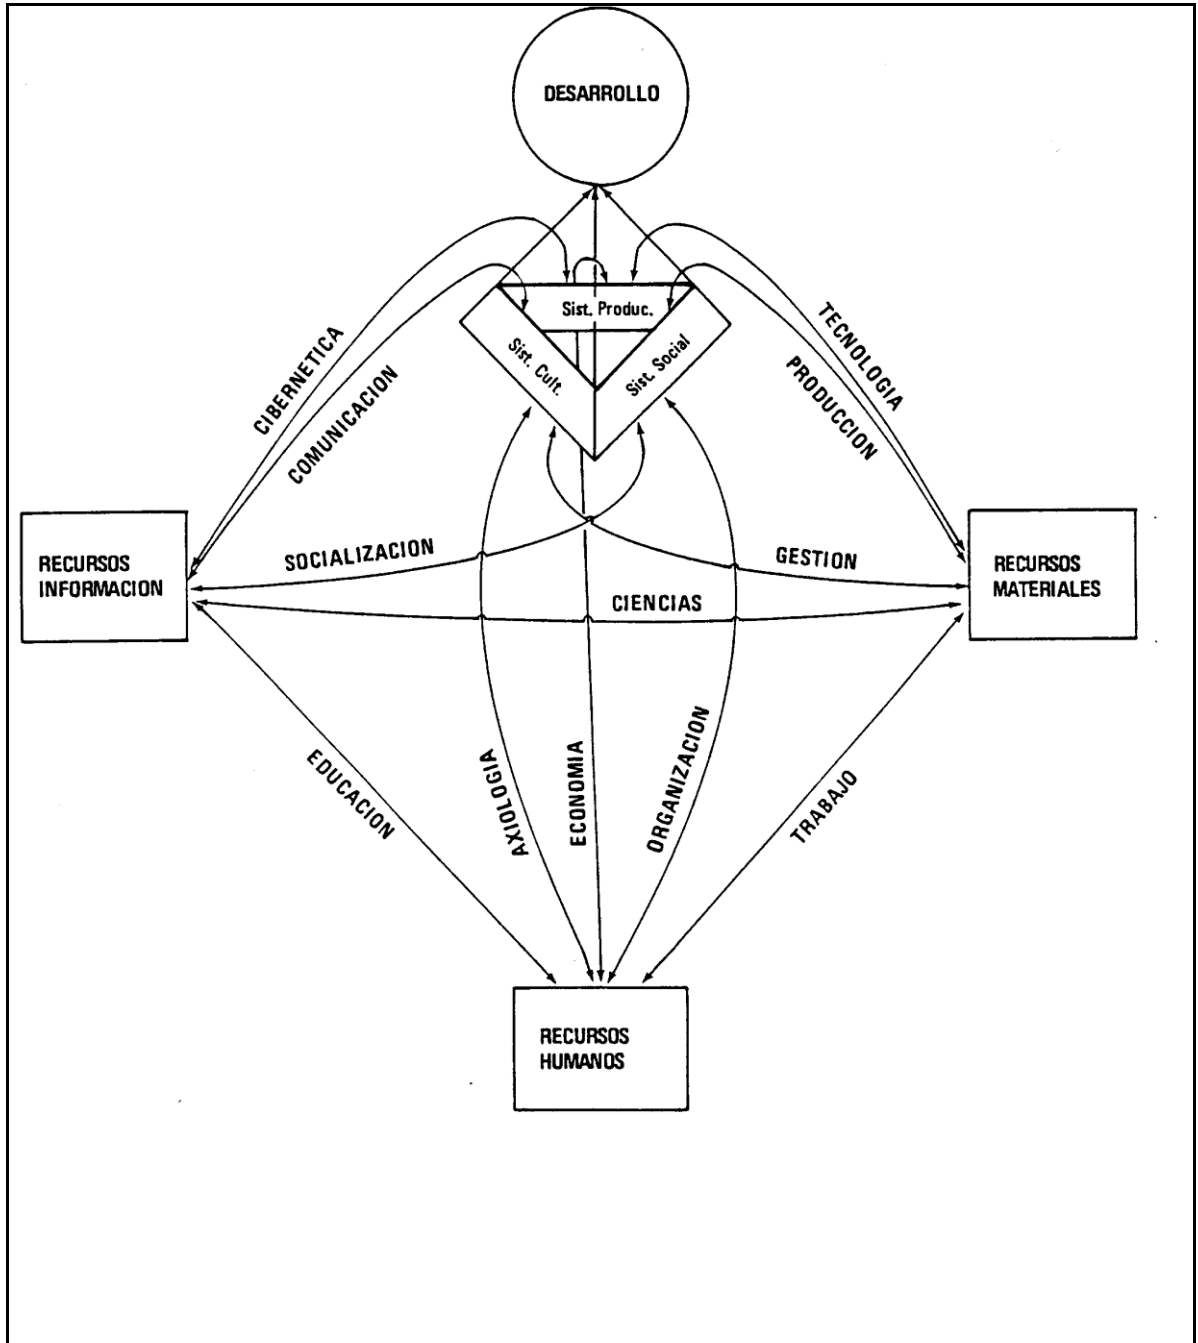 DESARROLLO
Sist. Produc.
Sist. Cult.
Sist. Social
CIBERNETICA
COMUNICACION
TECNOLOGIA
PRODUCCION
RECURSOS
INFORMACION
SOCIALIZACION
GESTION
CIENCIAS
RECURSOS
MATERIALES
EDUCACION
AXIOLOGIA
ECONOMIA
ORGANIZACION
TRABAJO
RECURSOS
HUMANOS